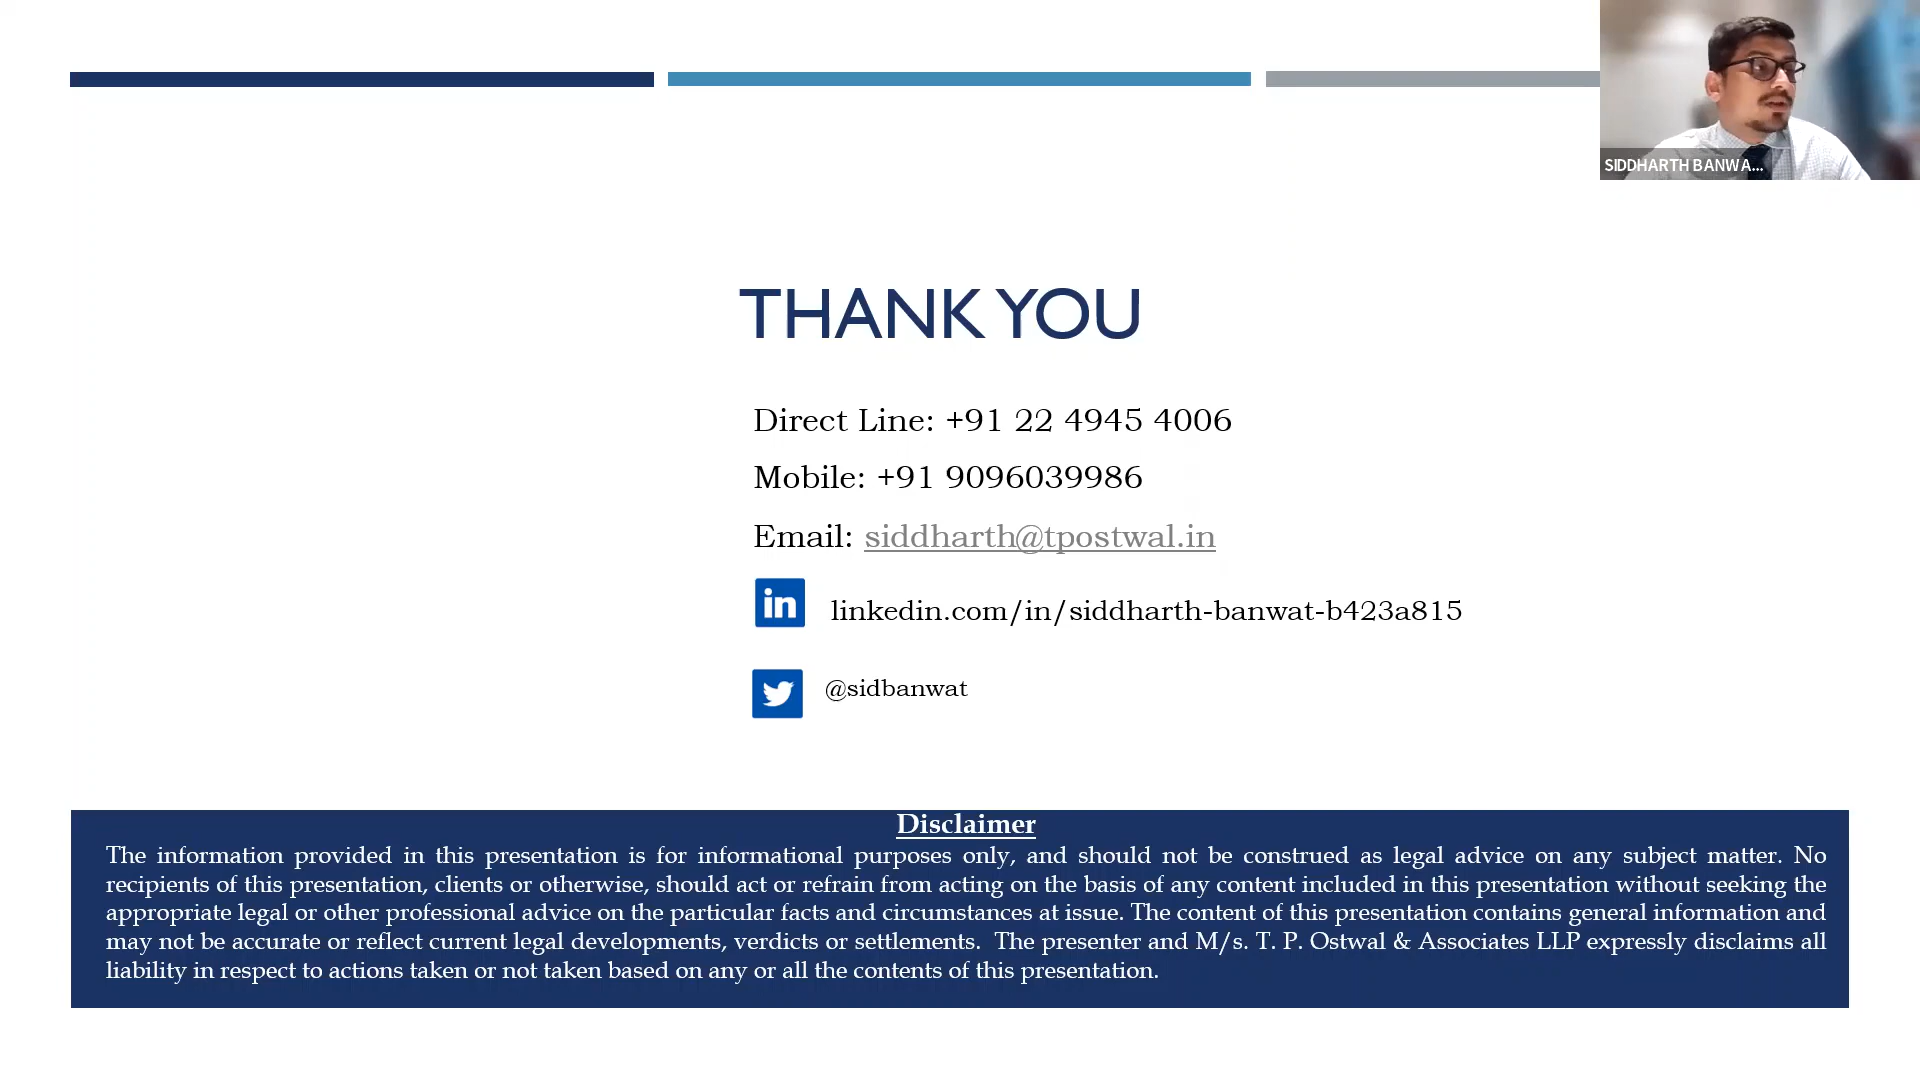 SIDDHARTH BANWA...
THANK YOU
Direct Line: +91 22 4945 4006
Mobile: +91 9096039986
Email: siddharth@tpostwal.in
in linkedin.com/in/siddharth-banwat-b423a815
@sidbanwat
Disclaimer
The information provided in this presentation is for informational purposes only, and should not be construed as legal advice on any subject matter. No
recipients of this presentation, clients or otherwise, should act or refrain from acting on the basis of any content included in this presentation without seeking the
appropriate legal or other professional advice on the particular facts and circumstances at issue. The content of this presentation contains general information and
may not be accurate or reflect current legal developments, verdicts or settlements. The presenter and M/s. T. P. Ostwal & Associates LLP expressly disclaims all
liability in respect to actions taken or not taken based on any or all the contents of this presentation.